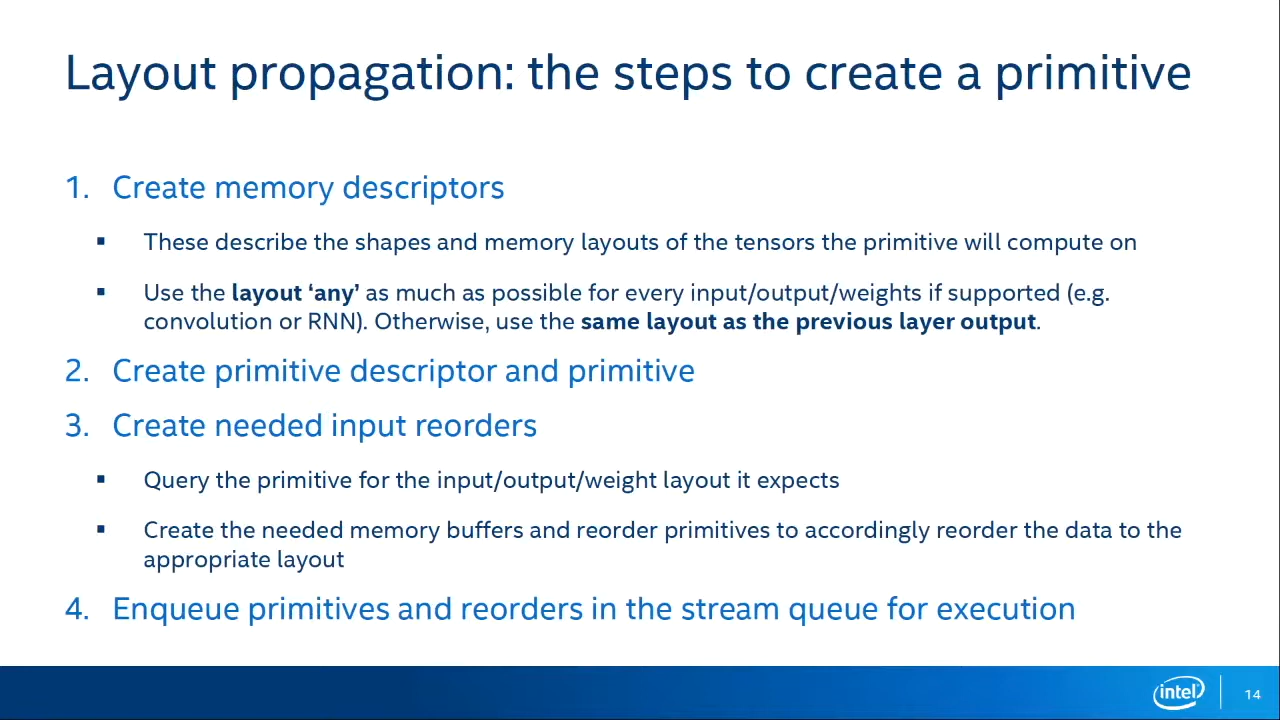 Layout propagation: the steps to create a primitive
1. Create memory descriptors
▪ These describe the shapes and memory layouts of the tensors the primitive will compute on
▪ Use the layout ‘any’ as much as possible for every input/output/weights if supported (e.g.
convolution or RNN). Otherwise, use the same layout as the previous layer output.
2. Create primitive descriptor and primitive
3. Create needed input reorders
▪ Query the primitive for the input/output/weight layout it expects
▪ Create the needed memory buffers and reorder primitives to accordingly reorder the data to the
appropriate layout
4. Enqueue primitives and reorders in the stream queue for execution
intel
14